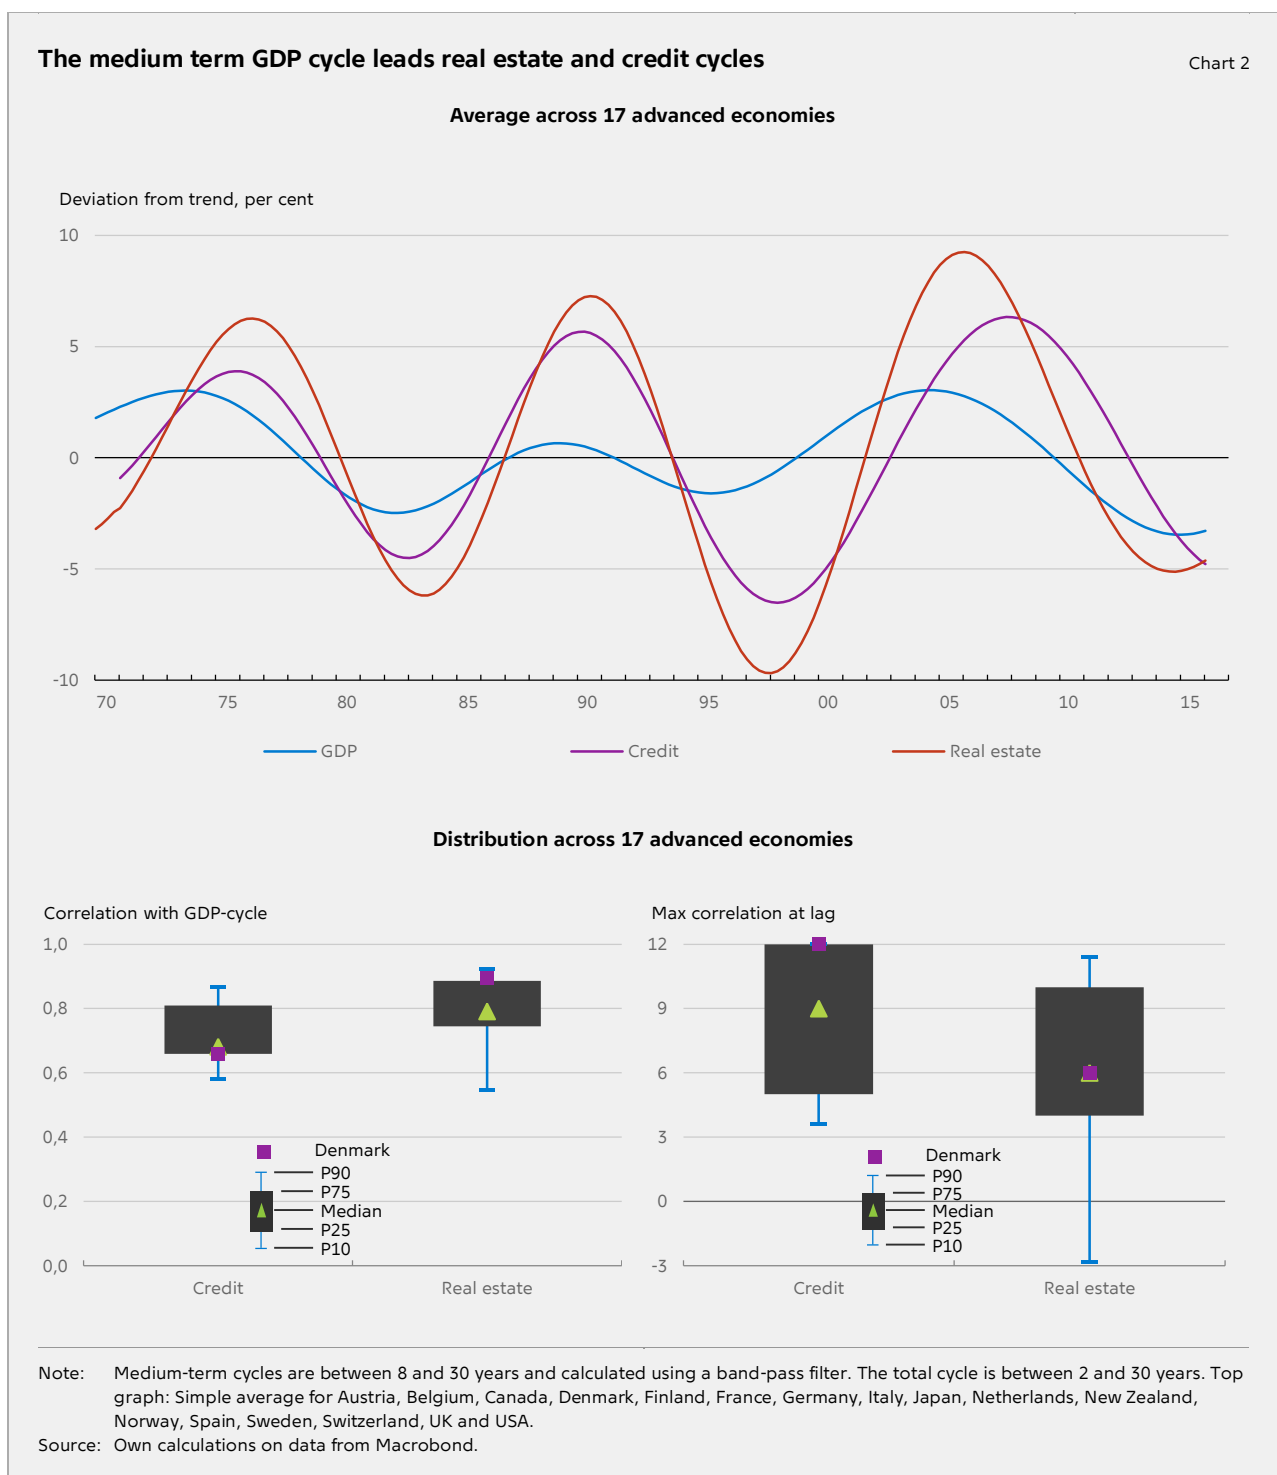 The medium term GDP cycle leads real estate and credit cycles
Chart 2
Average across 17 advanced economies
Deviation from trend, per cent
10
5
0
-5
-10
70 75 80 85 90 95 00 05 10 15
GDP Credit Real estate
Distribution across 17 advanced economies
Correlation with GDP-cycle
1,0
0,8
0,6
0,4
0,2
0,0
Denmark
P90
P75
Median
P25
P10
Credit Real estate
Max correlation at lag
12
9
6
3
0
-3
Denmark
P90
P75
Median
P25
P10
Credit Real estate
Note: Medium-term cycles are between 8 and 30 years and calculated using a band-pass filter. The total cycle is between 2 and 30 years. Top
graph: Simple average for Austria, Belgium, Canada, Denmark, Finland, France, Germany, Italy, Japan, Netherlands, New Zealand,
Norway, Spain, Sweden, Switzerland, UK and USA.
Source: Own calculations on data from Macrobond.